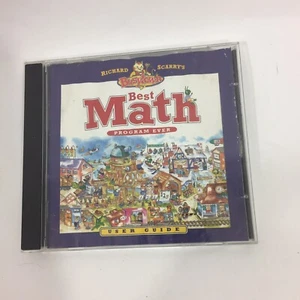 RICHARD SCARRY'S
Best
Math
PROGRAM EVER
USER GUIDE